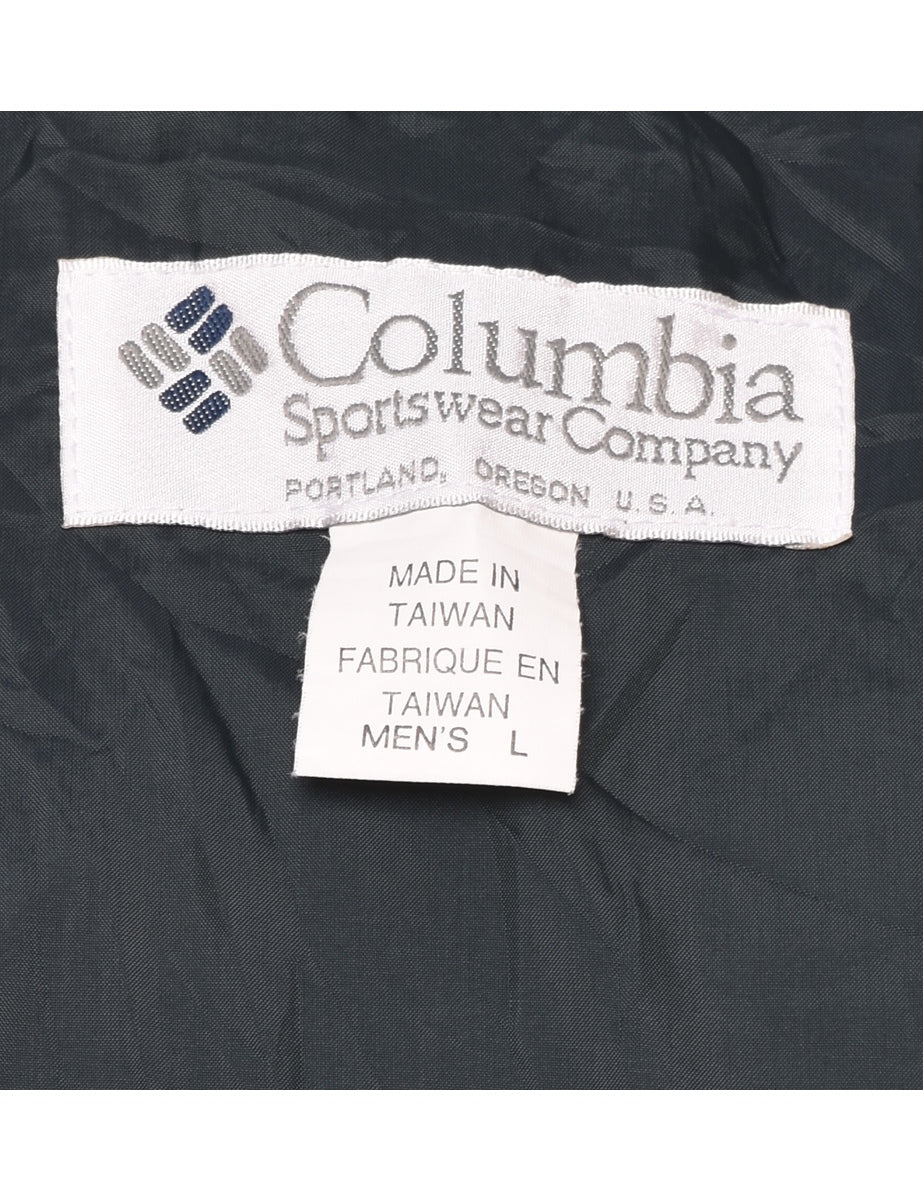 Columbia
Sportswear Company
PORTLAND, OREGON U.S.A.
MADE IN
TAIWAN
FABRIQUE EN
TAIWAN
MEN'S L